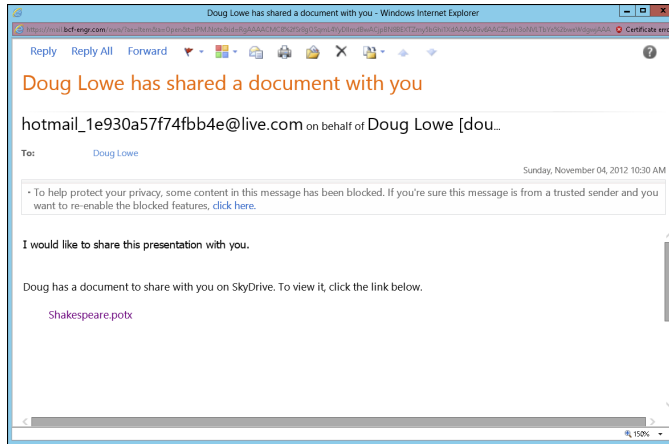 Doug Lowe has shared a document with you - Windows Internet Explorer
bcf-engr.com
Certificate erro
Reply Reply All Forward
Doug Lowe has shared a document with you
hotmail_1e930a57f74fbb4e@live.com on behalf of Doug Lowe [dou...
To: Doug Lowe
Sunday, November 04, 2012 10:30 AM
To help protect your privacy, some content in this message has been blocked. If you're sure this message is from a trusted sender and you
want to re-enable the blocked features, click here.
I would like to share this presentation with you.
Doug has a document to share with you on SkyDrive. To view it, click the link below.
Shakespeare.potx
150%